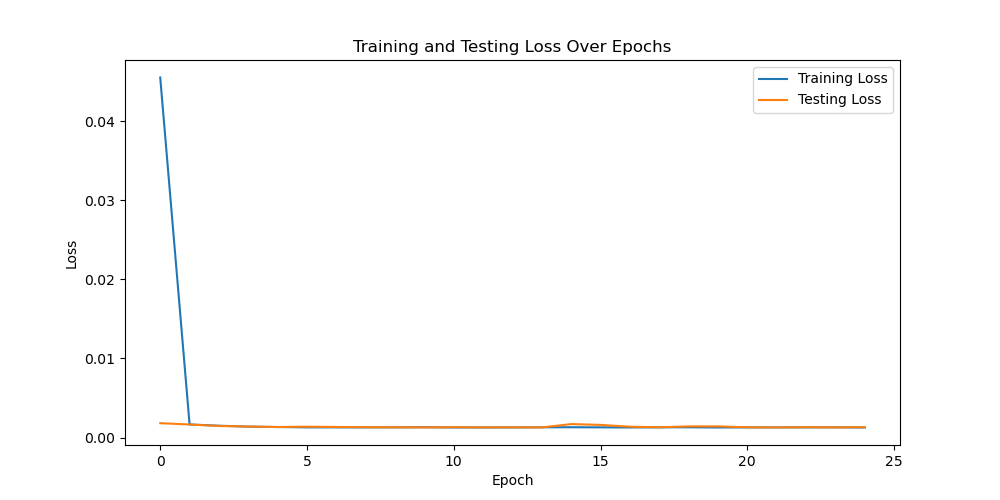 Training and Testing Loss Over Epochs
Training Loss
Testing Loss
0.04
0.03
0.02
0.01
0.00
Loss
0 5 10 15 20 25
Epoch